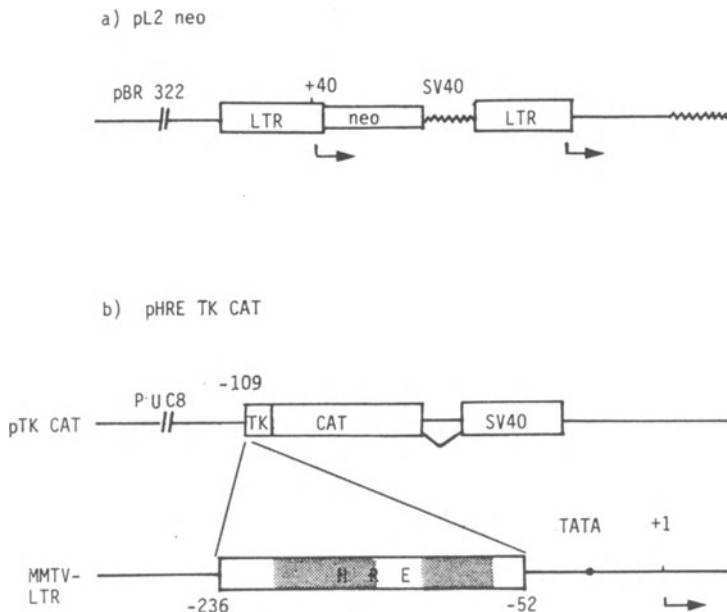 a) pL2 neo
pBR 322
+40
SV40
LTR
neo
LTR
b) pHRE TK CAT
-109
PUC8
pTK CAT
TK
CAT
SV40
TATA
+1
MMTV-
LTR
H R E
-236
-52